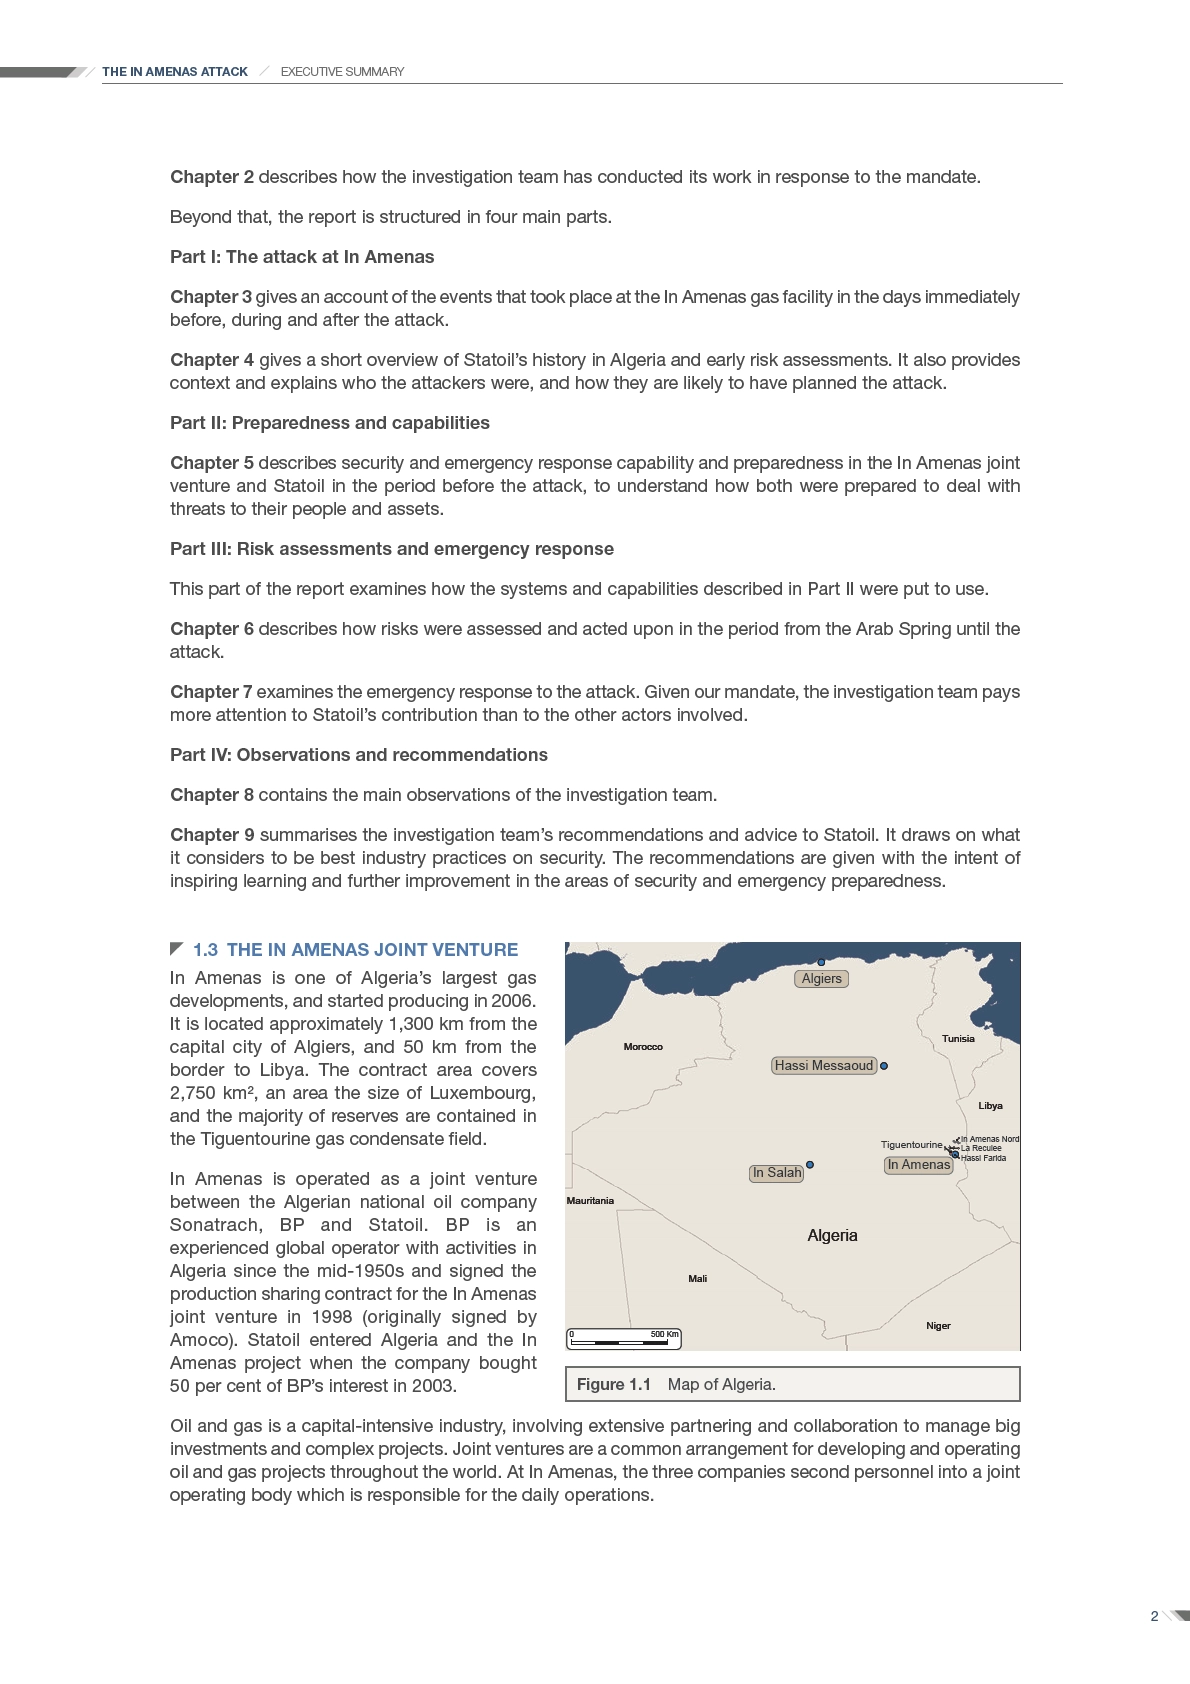 THE IN AMENAS ATTACK / EXECUTIVE SUMMARY
Chapter 2 describes how the investigation team has conducted its work in response to the mandate.
Beyond that, the report is structured in four main parts.
Part I: The attack at In Amenas
Chapter 3 gives an account of the events that took place at the In Amenas gas facility in the days immediately
before, during and after the attack.
Chapter 4 gives a short overview of Statoil’s history in Algeria and early risk assessments. It also provides
context and explains who the attackers were, and how they are likely to have planned the attack.
Part II: Preparedness and capabilities
Chapter 5 describes security and emergency response capability and preparedness in the In Amenas joint
venture and Statoil in the period before the attack, to understand how both were prepared to deal with
threats to their people and assets.
Part III: Risk assessments and emergency response
This part of the report examines how the systems and capabilities described in Part II were put to use.
Chapter 6 describes how risks were assessed and acted upon in the period from the Arab Spring until the
attack.
Chapter 7 examines the emergency response to the attack. Given our mandate, the investigation team pays
more attention to Statoil’s contribution than to the other actors involved.
Part IV: Observations and recommendations
Chapter 8 contains the main observations of the investigation team.
Chapter 9 summarises the investigation team’s recommendations and advice to Statoil. It draws on what
it considers to be best industry practices on security. The recommendations are given with the intent of
inspiring learning and further improvement in the areas of security and emergency preparedness.
1.3 THE IN AMENAS JOINT VENTURE
In Amenas is one of Algeria’s largest gas
developments, and started producing in 2006.
It is located approximately 1,300 km from the
capital city of Algiers, and 50 km from the
border to Libya. The contract area covers
2,750 km², an area the size of Luxembourg,
and the majority of reserves are contained in
the Tiguentourine gas condensate field.
In Amenas is operated as a joint venture
between the Algerian national oil company
Sonatrach, BP and Statoil. BP is an
experienced global operator with activities in
Algeria since the mid-1950s and signed the
production sharing contract for the In Amenas
joint venture in 1998 (originally signed by
Amoco). Statoil entered Algeria and the In
Amenas project when the company bought
50 per cent of BP’s interest in 2003.
Algiers
Morocco
Tunisia
Hassi Messaoud
Libya
Tiguentourine
In Amenas Nord
La Reculee
Hassi Farida
In Amenas
In Salah
Mauritania
Algeria
Mali
Niger
0 500 Km
Figure 1.1 Map of Algeria.
Oil and gas is a capital-intensive industry, involving extensive partnering and collaboration to manage big
investments and complex projects. Joint ventures are a common arrangement for developing and operating
oil and gas projects throughout the world. At In Amenas, the three companies second personnel into a joint
operating body which is responsible for the daily operations.
2